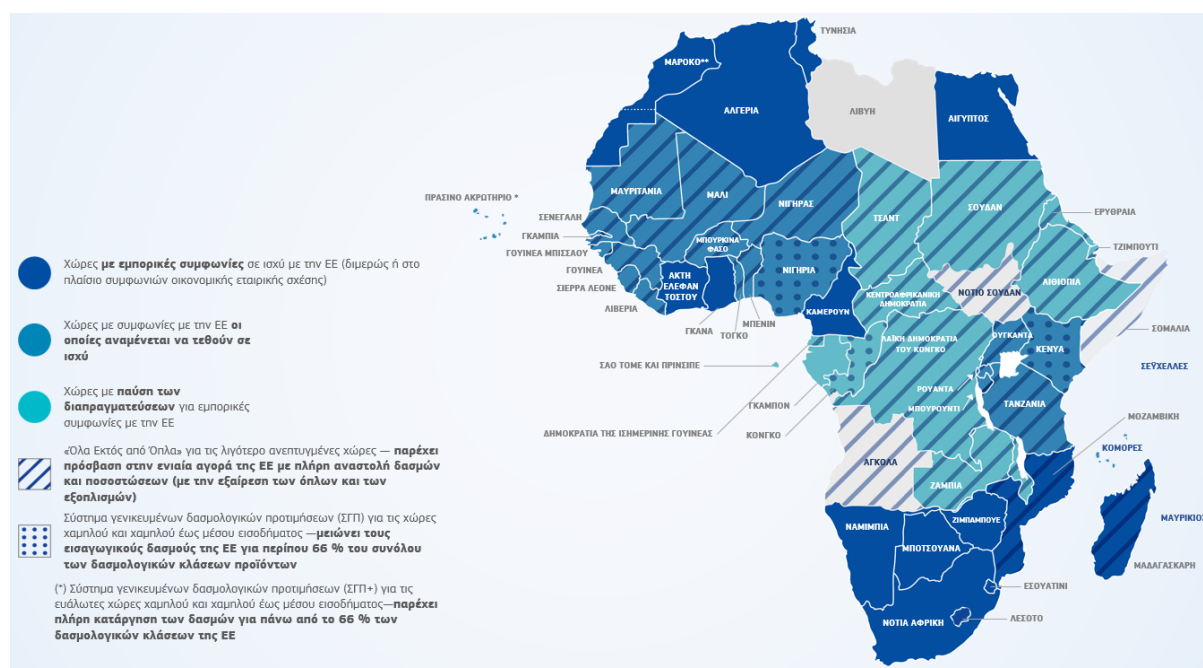 Χώρες με εμπορικές συμφωνίες σε ισχύ με την ΕΕ (διμερώς ή στο
πλαίσιο συμφωνιών οικονομικής εταιρικής σχέσης)
Χώρες με συμφωνίες με την ΕΕ οι
οποίες αναμένεται να τεθούν σε
ισχύ
Χώρες με παύση των
διαπραγματεύσεων για εμπορικές
συμφωνίες με την ΕΕ
«Όλα Εκτός από Όπλα» για τις λιγότερο ανεπτυγμένες χώρες — παρέχει
πρόσβαση στην ενιαία αγορά της ΕΕ με πλήρη αναστολή δασμών
και ποσοστώσεων (με την εξαίρεση των όπλων και των
εξοπλισμών)
Σύστημα γενικευμένων δασμολογικών προτιμήσεων (ΣΓΠ) για τις χώρες
χαμηλού και χαμηλού έως μέσου εισοδήματος —μειώνει τους
εισαγωγικούς δασμούς της ΕΕ για περίπου 66 % του συνόλου
των δασμολογικών κλάσεων προϊόντων
(*) Σύστημα γενικευμένων δασμολογικών προτιμήσεων (ΣΓΠ+) για τις
ευάλωτες χώρες χαμηλού και χαμηλού έως μέσου εισοδήματος—παρέχει
πλήρη κατάργηση των δασμών για πάνω από το 66 % των
δασμολογικών κλάσεων της ΕΕ
ΤΥΝΗΣΙΑ
ΜΑΡΟΚΟ**
ΑΛΓΕΡΙΑ
ΛΙΒΥΗ
ΑΙΓΥΠΤΟΣ
ΠΡΑΣΙΝΟ ΑΚΡΩΤΗΡΙΟ *
ΜΑΥΡΙΤΑΝΙΑ
ΜΑΛΙ
ΝΙΓΗΡΑΣ
ΤΣΑΝΤ
ΣΟΥΔΑΝ
ΕΡΥΘΡΑΙΑ
ΣΕΝΕΓΑΛΗ
ΓΚΑΜΠΙΑ
ΓΟΥΙΝΕΑ ΜΠΙΣΣΑΟΥ
ΓΟΥΙΝΕΑ
ΣΙΕΡΡΑ ΛΕΟΝΕ
ΛΙΒΕΡΙΑ
ΜΠΟΥΡΚΙΝΑ
ΦΑΣΟ
ΑΚΤΗ
ΕΛΕΦΑΝ
ΤΟΣΤΟΥ
ΓΚΑΝΑ
ΤΟΓΚΟ
ΜΠΕΝΙΝ
ΝΙΓΗΡΙΑ
ΚΑΜΕΡΟΥΝ
ΚΕΝΤΡΟΑΦΡΙΚΑΝΙΚΗ
ΔΗΜΟΚΡΑΤΙΑ
ΝΟΤΙΟ ΣΟΥΔΑΝ
ΤΖΙΜΠΟΥΤΙ
ΑΙΘΙΟΠΙΑ
ΣΟΜΑΛΙΑ
ΛΑΪΚΗ ΔΗΜΟΚΡΑΤΙΑ
ΤΟΥ ΚΟΝΓΚΟ
ΟΥΓΚΑΝΤΑ
ΚΕΝΥΑ
ΣΕΫΧΕΛΛΕΣ
ΣΑΟ ΤΟΜΕ ΚΑΙ ΠΡΙΝΣΙΠΕ
ΓΚΑΜΠΟΝ
ΔΗΜΟΚΡΑΤΙΑ ΤΗΣ ΙΣΗΜΕΡΙΝΗΣ ΓΟΥΙΝΕΑΣ
ΚΟΝΓΚΟ
ΡΟΥΑΝΤΑ
ΜΠΟΥΡΟΥΝΤΙ
ΤΑΝΖΑΝΙΑ
ΜΟΖΑΜΒΙΚΗ
ΚΟΜΟΡΕΣ
ΑΓΚΟΛΑ
ΖΑΜΠΙΑ
ΝΑΜΙΜΠΙΑ
ΖΙΜΠΑΜΠΟΥΕ
ΜΠΟΤΣΟΥΑΝΑ
ΜΑΥΡΙΚΙΟΣ
ΜΑΔΑΓΑΣΚΑΡΗ
ΕΣΟΥΑΤΙΝΙ
ΝΟΤΙΑ ΑΦΡΙΚΗ
ΛΕΣΟΤΟ